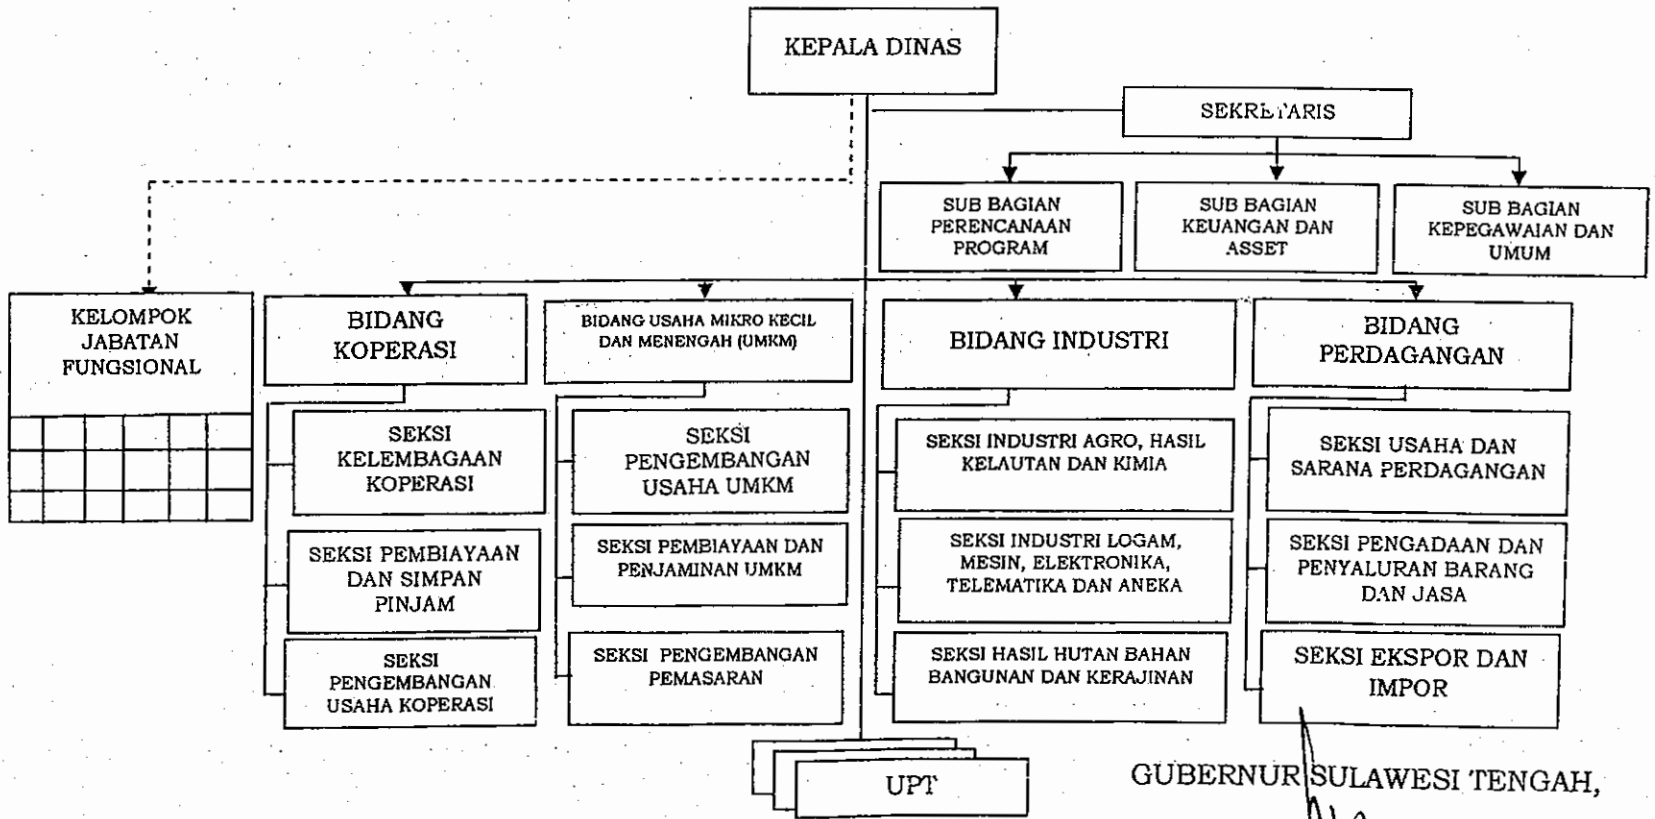 KEPALA DINAS
SEKRETARIS
SUB BAGIAN
PERENCANAAN
PROGRAM
SUB BAGIAN
KEUANGAN DAN
ASSET
SUB BAGIAN
KEPEGAWAIAN DAN
UMUM
KELOMPOK
JABATAN
FUNGSIONAL
BIDANG
KOPERASI
BIDANG USAHA MIKRO KECIL
DAN MENENGAH (UMKM)
BIDANG INDUSTRI
BIDANG
PERDAGANGAN
SEKSI
KELEMBAGAAN
KOPERASI
SEKSI
PENGEMBANGAN
USAHA UMKM
SEKSI INDUSTRI AGRO, HASIL
KELAUTAN DAN KIMIA
SEKSI USAHA DAN
SARANA PERDAGANGAN
SEKSI PEMBIAYAAN
DAN SIMPAN
PINJAM
SEKSI PEMBIAYAAN DAN
PENJAMINAN UMKM
SEKSI INDUSTRI LOGAM,
MESIN, ELEKTRONIKA,
TELEMATIKA DAN ANEKA
SEKSI PENGADAAN DAN
PENYALURAN BARANG
DAN JASA
SEKSI
PENGEMBANGAN
USAHA KOPERASI
SEKSI PENGEMBANGAN
PEMASARAN
SEKSI HASIL HUTAN BAHAN
BANGUNAN DAN KERAJINAN
SEKSI EKSPOR DAN
IMPOR
UPT
GUBERNUR SULAWESI TENGAH,